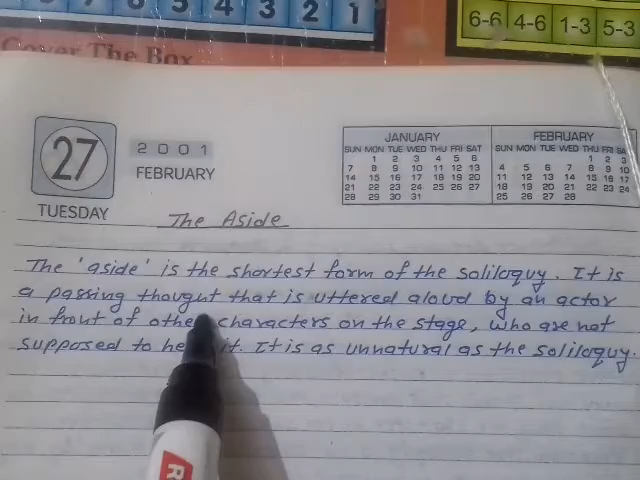 6 5 4 3 2 1
6-6 4-6 1-3 5-3
Cover The Box
27
2001
FEBRUARY
TUESDAY
JANUARY
SUN MON TUE WED THU FRI SAT
1 2 3 4 5 6
7 8 9 10 11 12 13
14 15 16 17 18 19 20
21 22 23 24 25 26 27
28 29 30 31
FEBRUARY
SUN MON TUE WED THU FRI
1 2 3
4 5 6 7 8 9 10
11 12 13 14 15 16 17
18 19 20 21 22 23 24
25 26 27 28
The Aside
The 'aside' is the shortest form of the soliloquy. It is
a passing thougut that is uttered aloud by an actor
in front of other characters on the stage, who are not
supposed to it. It is as unnatural as the soliloquy.
R